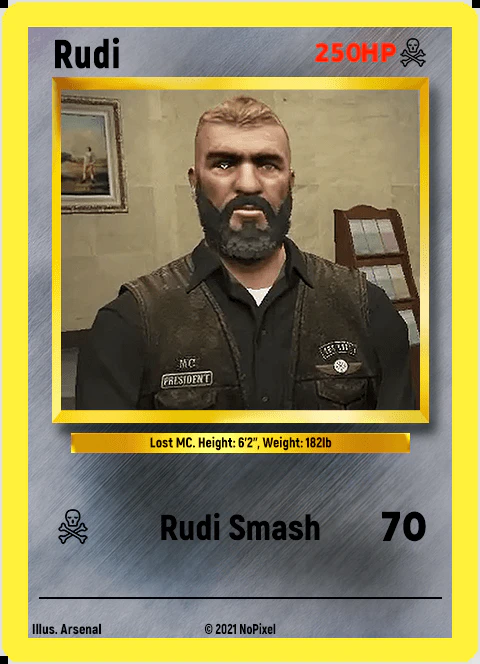 Rudi
250HP
MC
PRESIDENT
Lost MC. Height: 6'2", Weight: 182lb
Rudi Smash 70
Illus. Arsenal © 2021 NoPixel